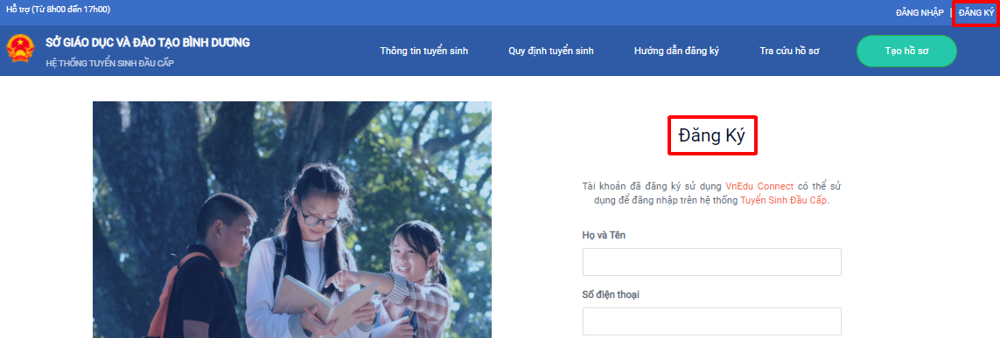 Hỗ trợ (Từ 8h00 đến 17h00)
ĐĂNG NHẬP | ĐĂNG KÝ
SỞ GIÁO DỤC VÀ ĐÀO TẠO BÌNH DƯƠNG
HỆ THỐNG TUYỂN SINH ĐẦU CẤP
Thông tin tuyển sinh
Quy định tuyển sinh
Hướng dẫn đăng ký
Tra cứu hồ sơ
Tạo hồ sơ
Đăng Ký
Tài khoản đã đăng ký sử dụng VnEdu Connect có thể sử
dụng để đăng nhập trên hệ thống Tuyển Sinh Đầu Cấp.
Họ và Tên
Số điện thoại